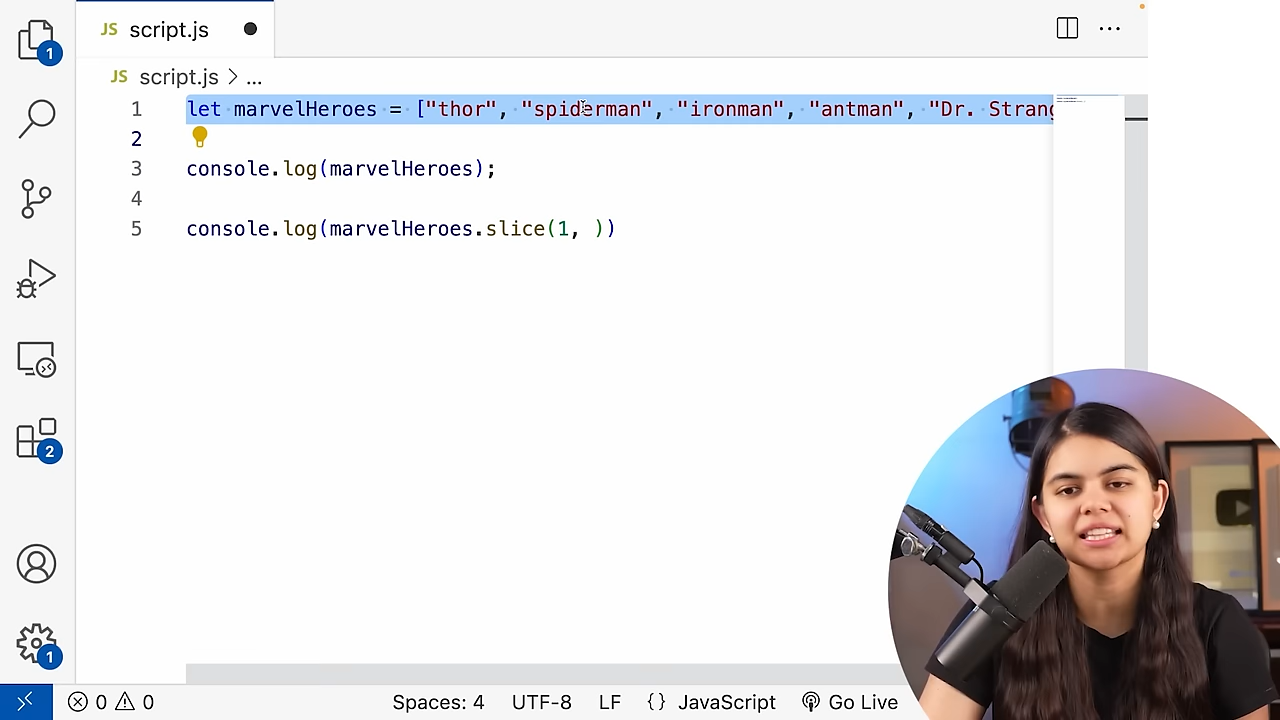 1
JS script.js
JS script.js > ...
1 let marvelHeroes = ["thor", "spiderman", "ironman", "antman", "Dr. Strang
2
3 console.log(marvelHeroes);
4
5 console.log(marvelHeroes.slice(1, ))
2
1
0 0 Spaces: 4 UTF-8 LF {} JavaScript Go Live